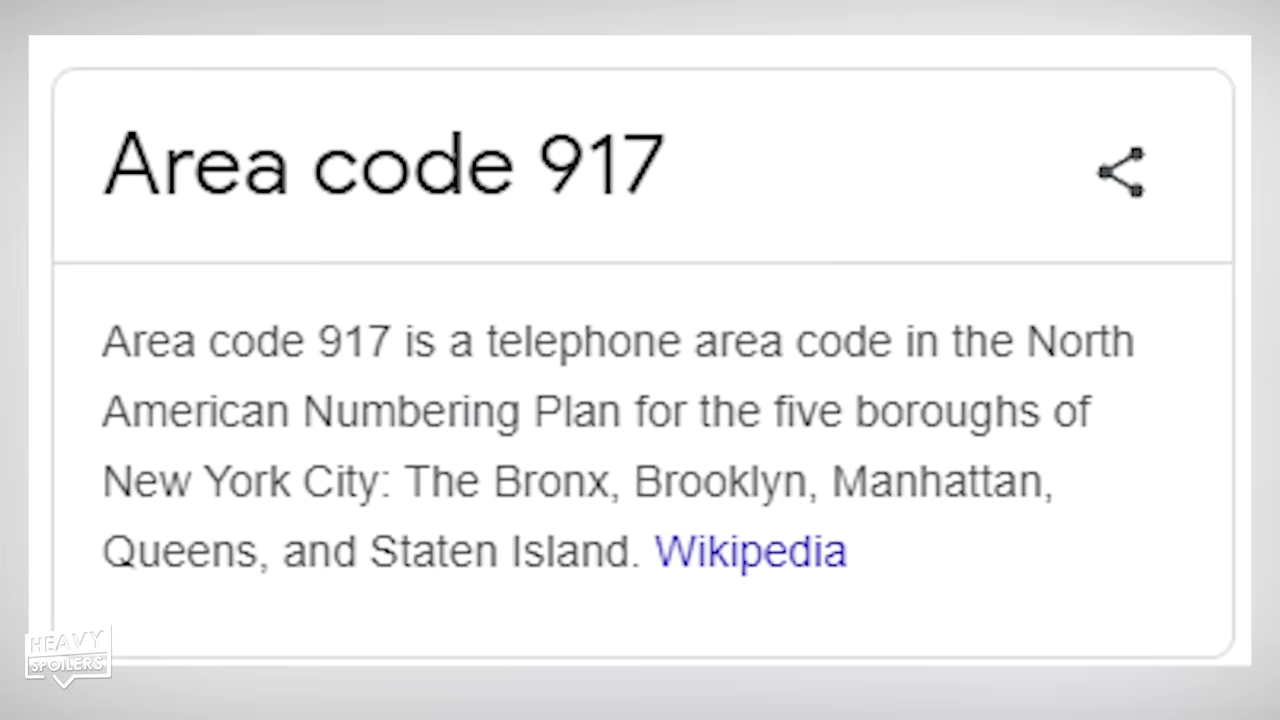 Area code 917
Area code 917 is a telephone area code in the North
American Numbering Plan for the five boroughs of
New York City: The Bronx, Brooklyn, Manhattan,
Queens, and Staten Island. Wikipedia
HEAVY
SPOILERS